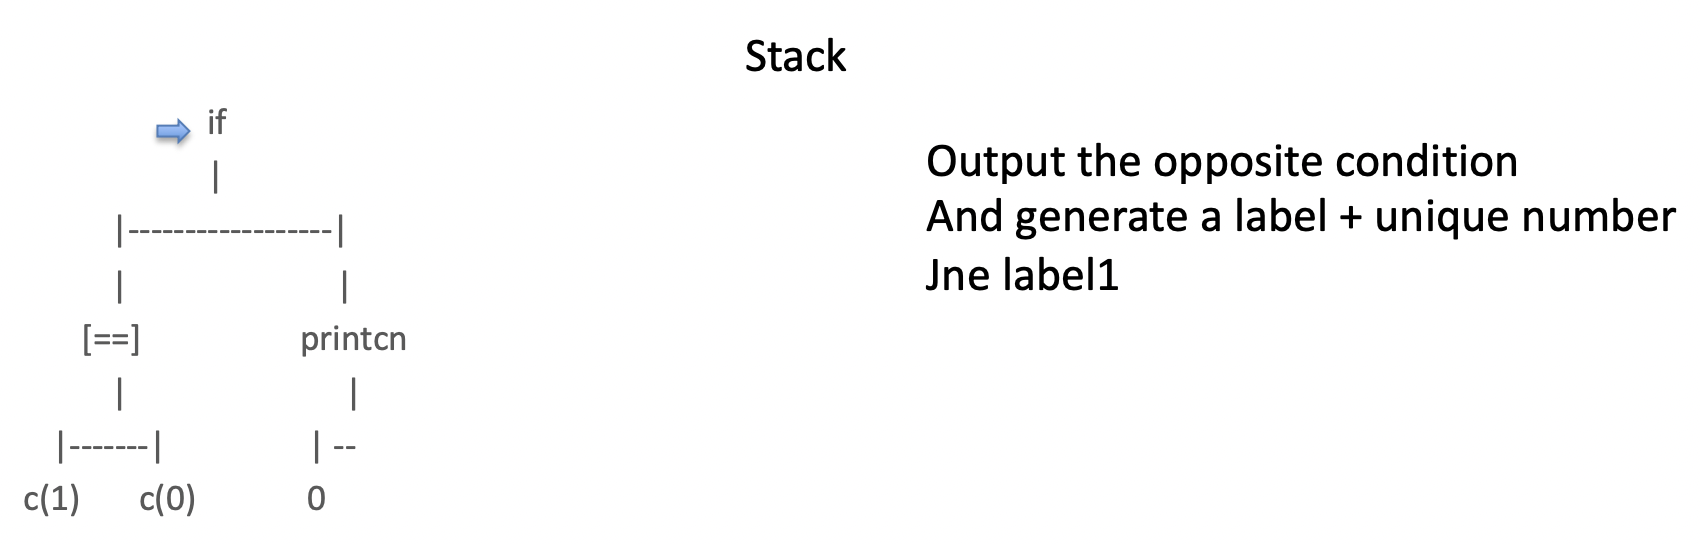 Stack
if
|
|------------------|
| |
[==] printcn
| |
|-------| | --
c(1) c(0) 0
Output the opposite condition
And generate a label + unique number
Jne label1